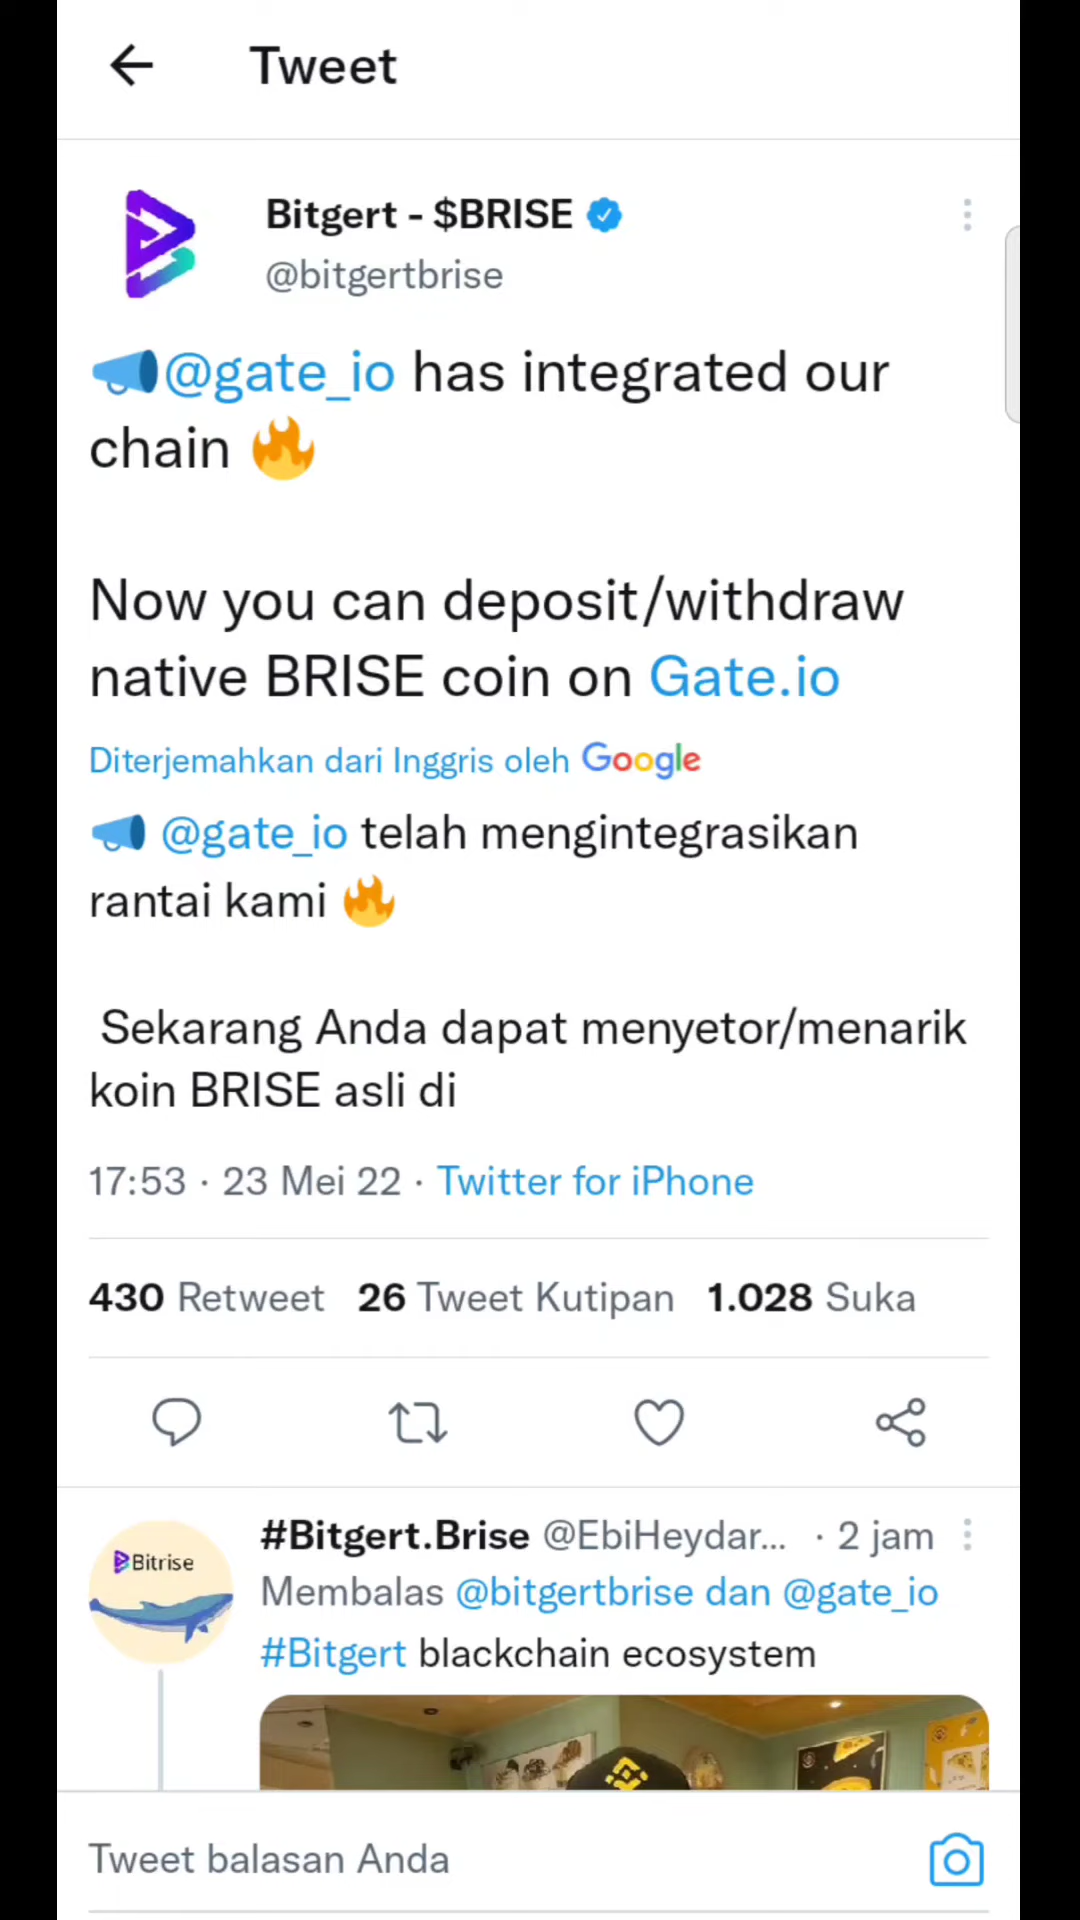 Tweet
Bitgert - $BRISE
@bitgertbrise
@gate_io has integrated our
chain
Now you can deposit/withdraw
native BRISE coin on Gate.io
Diterjemahkan dari Inggris oleh Google
@gate_io telah mengintegrasikan
rantai kami
Sekarang Anda dapat menyetor/menarik
koin BRISE asli di
17:53 · 23 Mei 22 · Twitter for iPhone
430 Retweet 26 Tweet Kutipan 1.028 Suka
Bitrise
#Bitgert.Brise @EbiHeydar... · 2 jam
Membalas @bitgertbrise dan @gate_io
#Bitgert blackchain ecosystem
Tweet balasan Anda